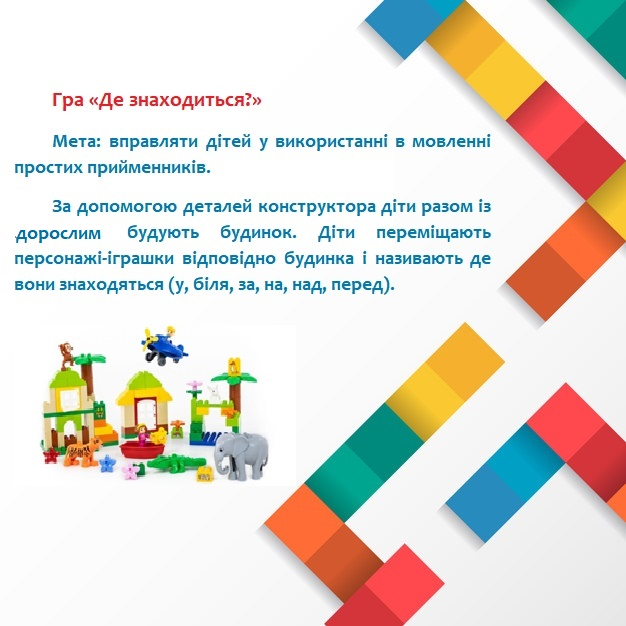 Гра «Де знаходиться?»
Мета: вправляти дітей у використанні в мовленні
простих прийменників.
За допомогою деталей конструктора діти разом із
дорослим будують будинок. Діти переміщають
персонажі-іграшки відповідно будинка і називають де
вони знаходяться (у, біля, за, на, над, перед).